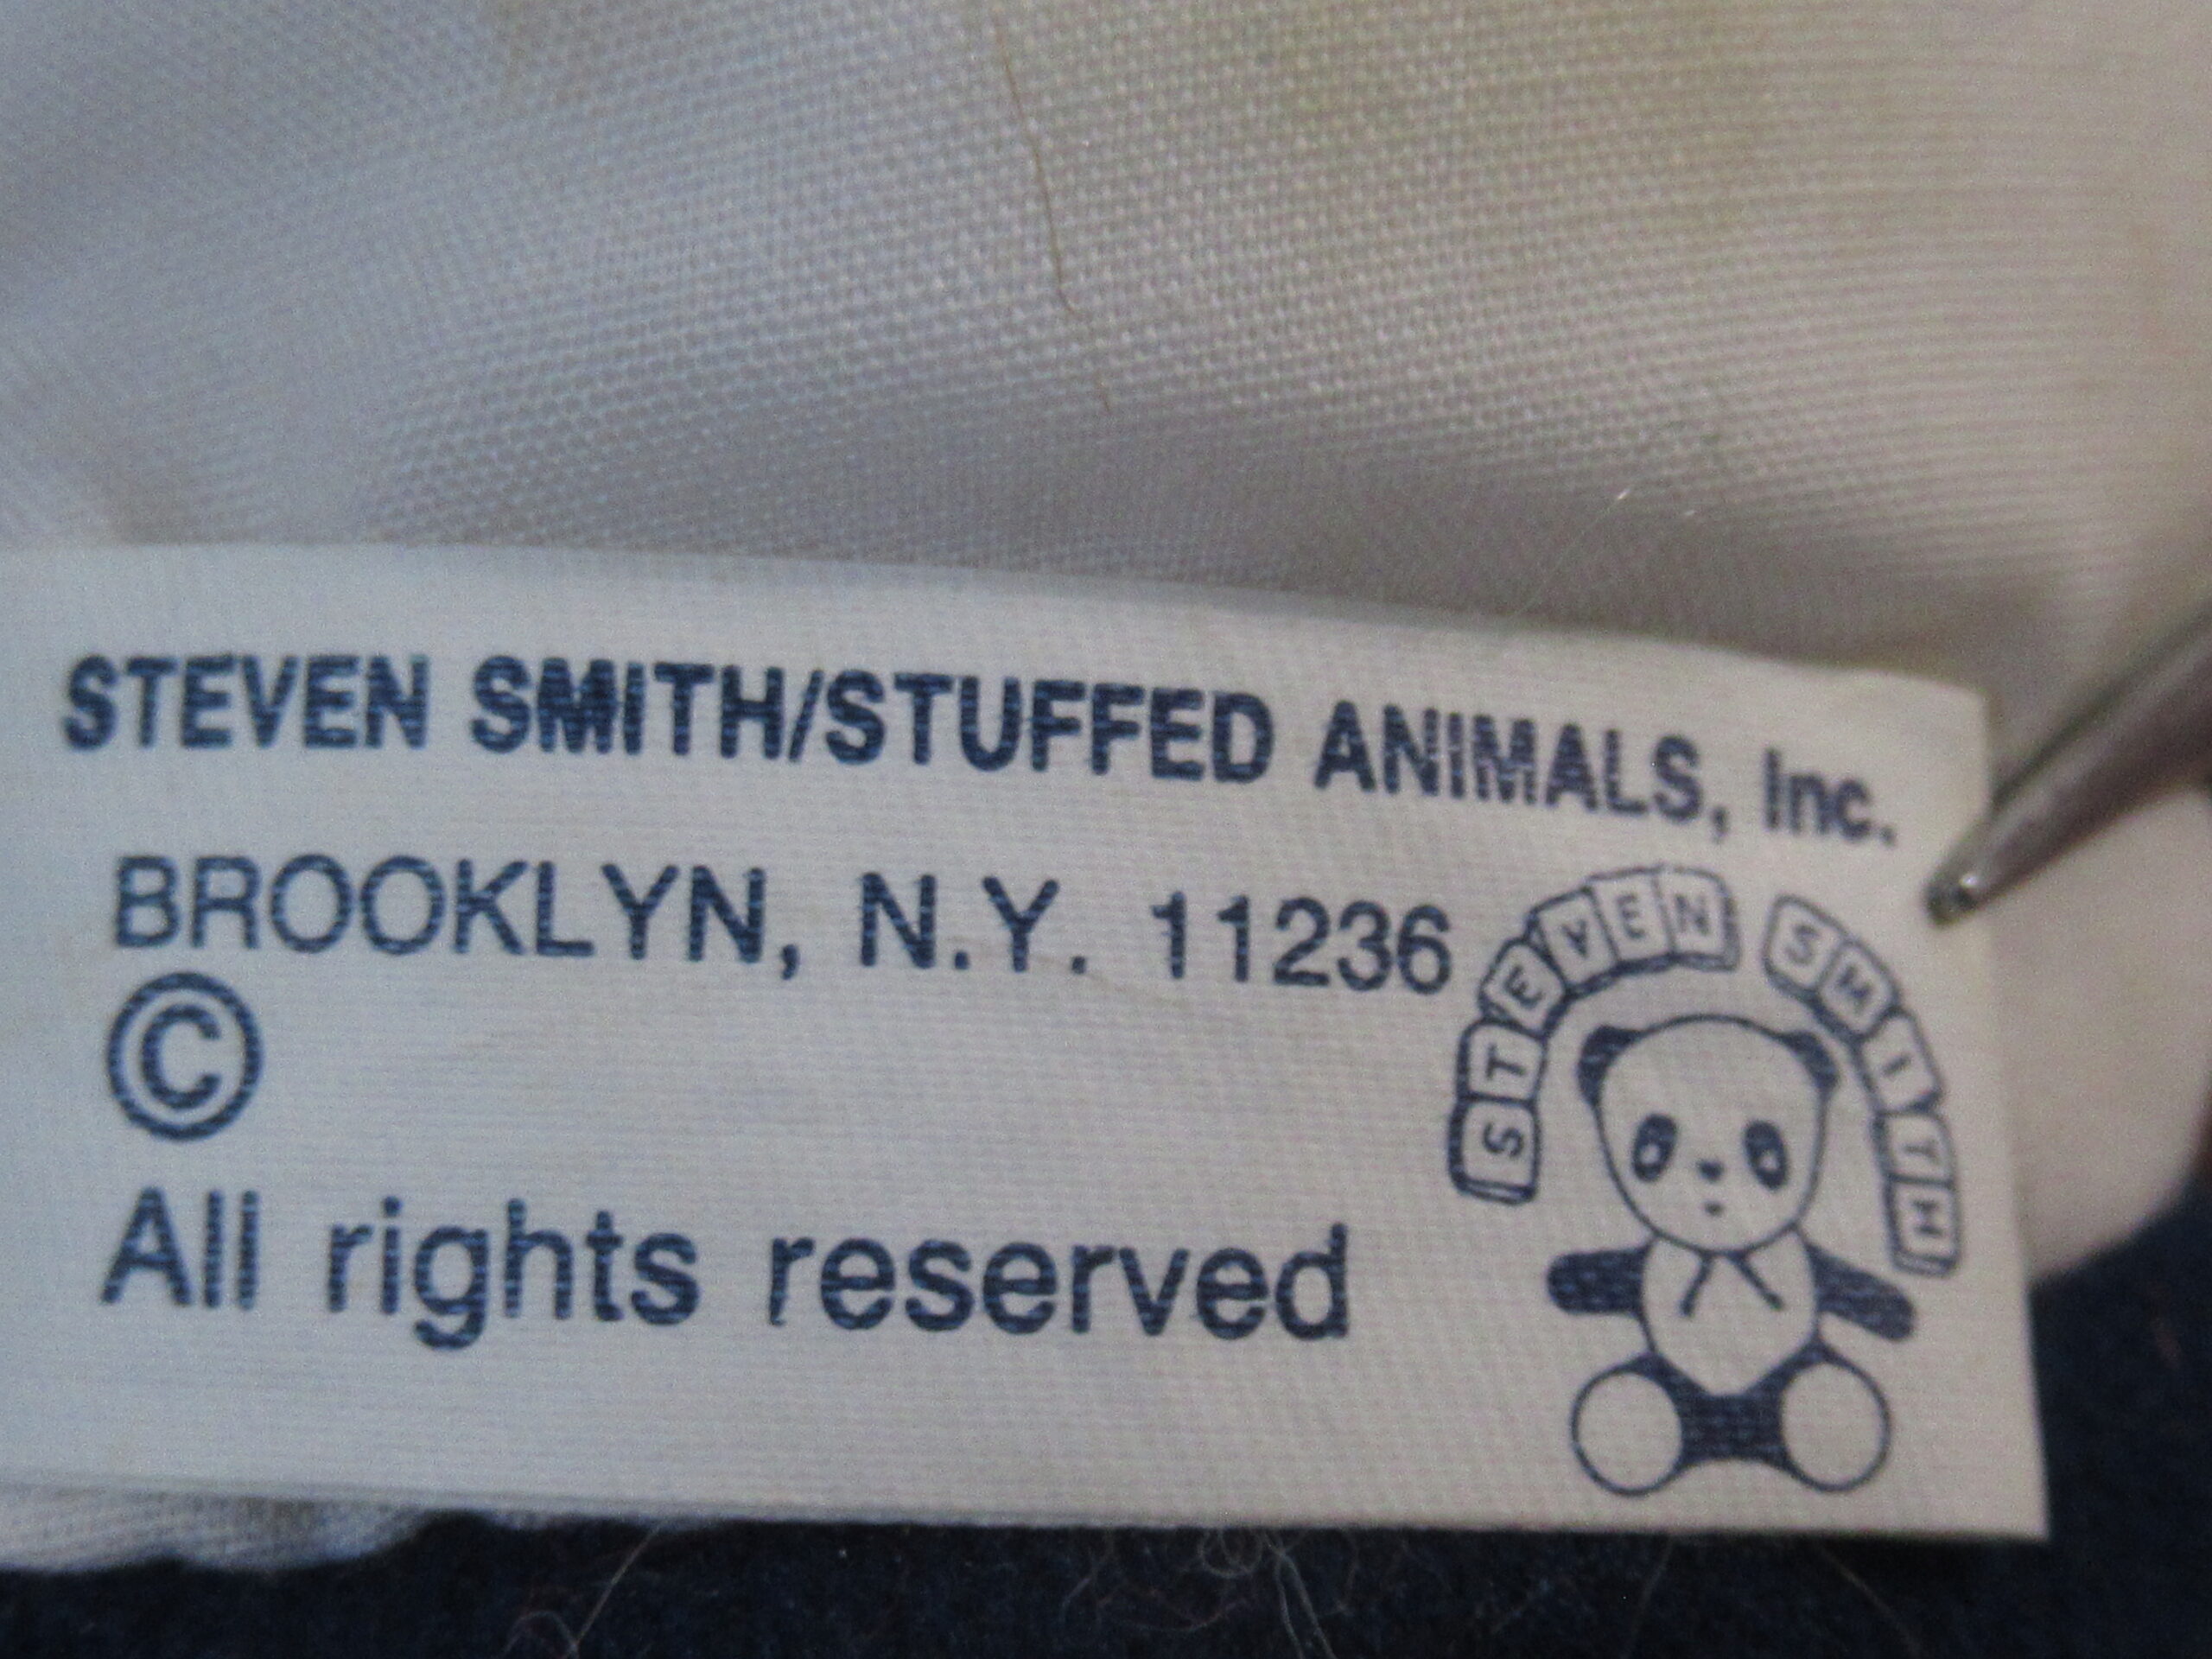 STEVEN SMITH/STUFFED ANIMALS, Inc.
BROOKLYN, N.Y. 11236
©
All rights reserved
STEVEN SMITH